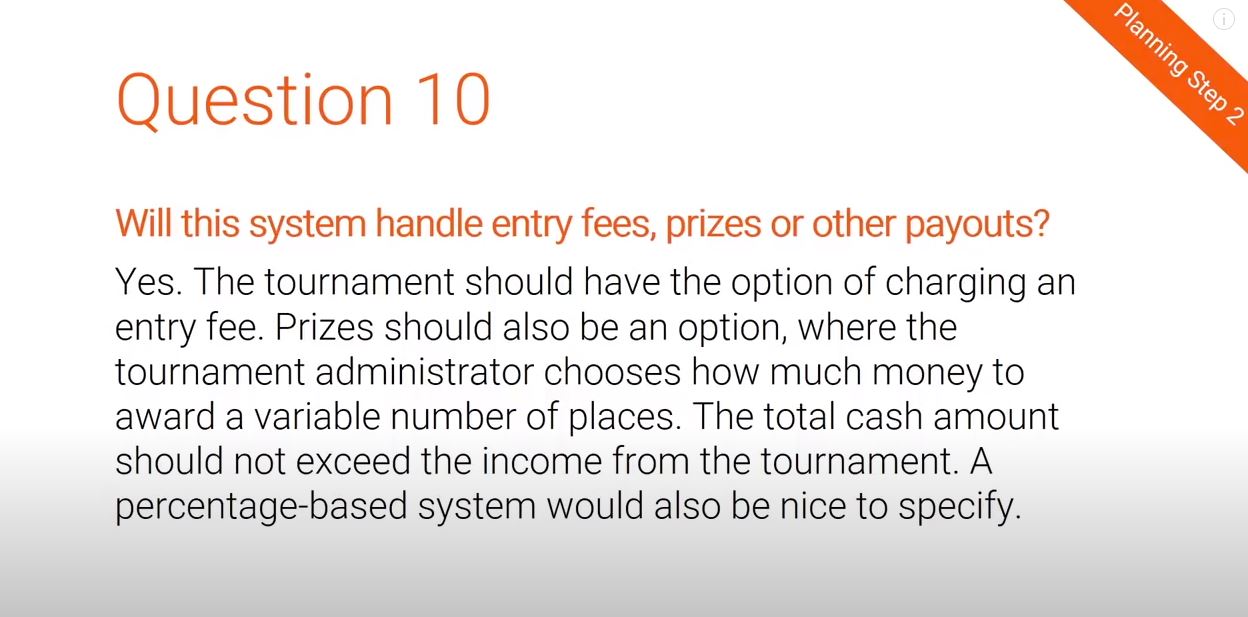 Planning Step 2
Question 10
Will this system handle entry fees, prizes or other payouts?
Yes. The tournament should have the option of charging an
entry fee. Prizes should also be an option, where the
tournament administrator chooses how much money to
award a variable number of places. The total cash amount
should not exceed the income from the tournament. A
percentage-based system would also be nice to specify.